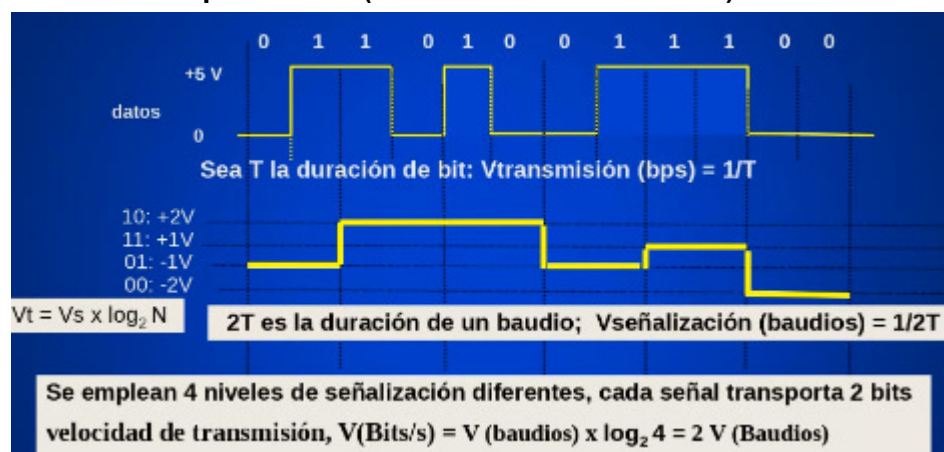 0 1 1 0 1 0 0 1 1 1 0 0
+5 V
datos
0
Sea T la duración de bit: Vtransmisión (bps) = 1/T
10: +2V
11: +1V
01: -1V
00: -2V
Vt = Vs x log₂ N
2T es la duración de un baudio; Vseñalización (baudios) = 1/2T
Se emplean 4 niveles de señalización diferentes, cada señal transporta 2 bits
velocidad de transmisión, V(Bits/s) = V (baudios) x log₂ 4 = 2 V (Baudios)